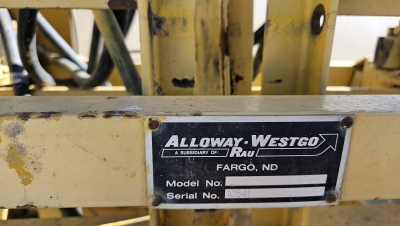 ALLOWAY-WESTGO
A SUBSIDIARY OF: RAU
FARGO, ND
Model No.
Serial No.